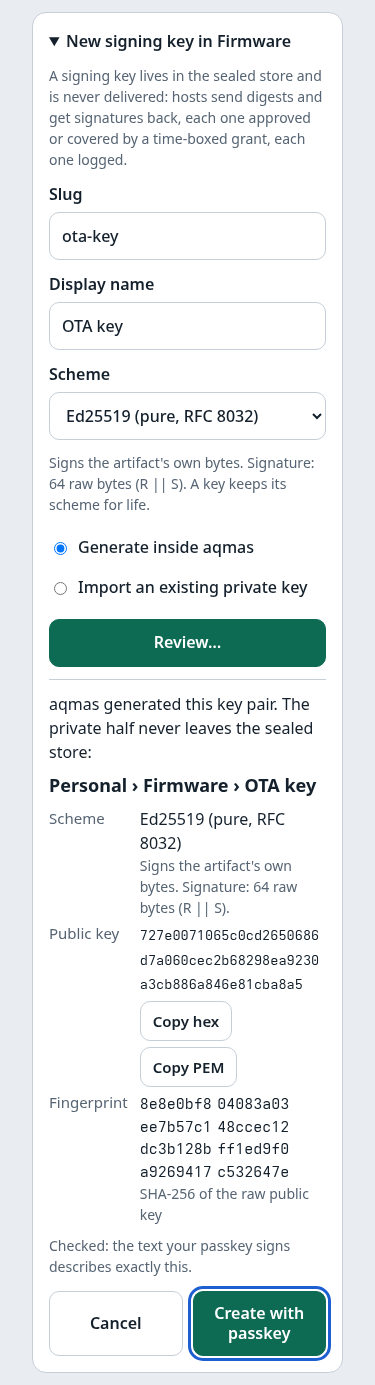 ▼ New signing key in Firmware
A signing key lives in the sealed store and
is never delivered: hosts send digests and
get signatures back, each one approved
or covered by a time-boxed grant, each
one logged.
Slug
ota-key
Display name
OTA key
Scheme
Ed25519 (pure, RFC 8032)
Signs the artifact's own bytes. Signature:
64 raw bytes (R || S). A key keeps its
scheme for life.
Generate inside aqmas
Import an existing private key
Review...
aqmas generated this key pair. The
private half never leaves the sealed
store:
Personal › Firmware › OTA key
Scheme
Ed25519 (pure, RFC
8032)
Signs the artifact's own
bytes. Signature: 64 raw
bytes (R || S).
Public key
727e0071065c0cd2650686
d7a060cec2b68298ea9230
a3cb886a846e81cba8a5
Copy hex
Copy PEM
Fingerprint
8e8e0bf8 04083a03
ee7b57c1 48ccec12
dc3b128b ff1ed9f0
a9269417 c532647e
SHA-256 of the raw public
key
Checked: the text your passkey signs
describes exactly this.
Cancel
Create with
passkey